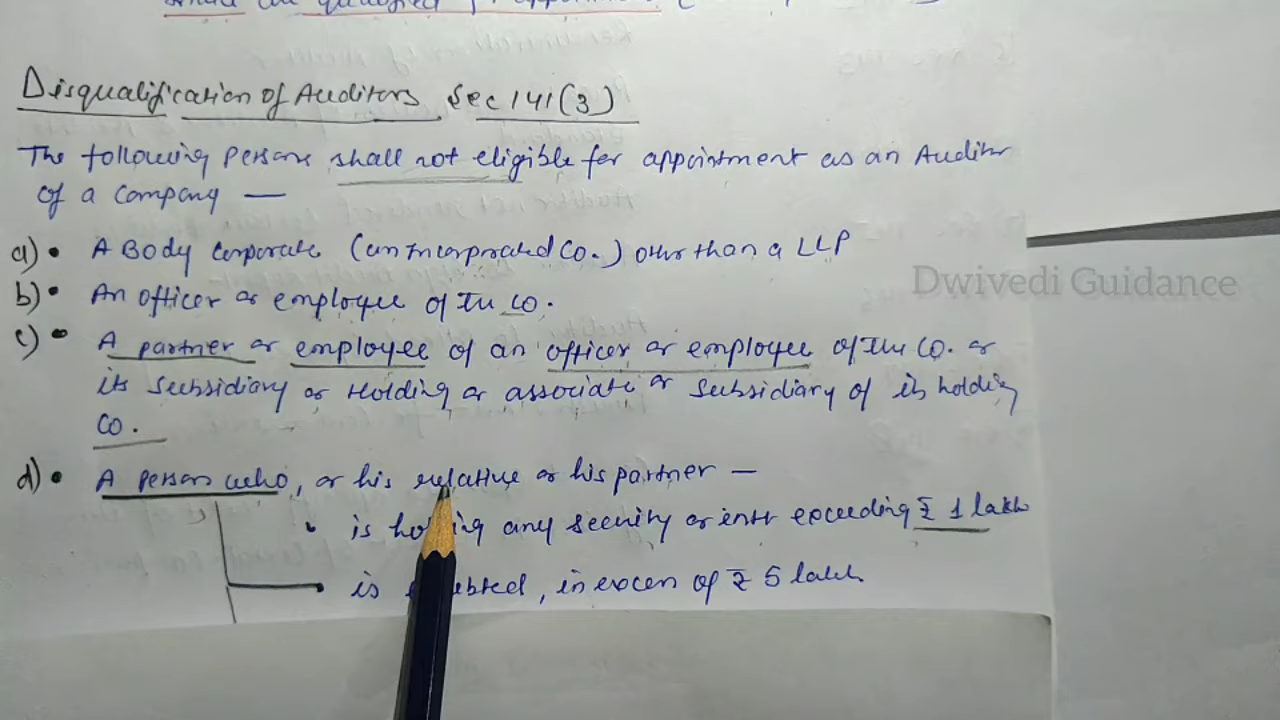 Disqualification of Auditors Sec 141(3)
The following Persons shall not eligible for appointment as an Auditor
of a Company —
a) • A Body Corporate (an Incorporated Co.) other than a LLP
b) • An officer or employee of the Co.
c) • A partner or employee of an officer or employee of the Co. or
its Subsidiary or Holding or associate or Subsidiary of its holding
Co.
d) • A Person who, or his relative or his partner —
• is holding any security or intt exceeding ₹ 1 lakh
• is indebted, in excess of ₹ 5 lakh
Dwivedi Guidance